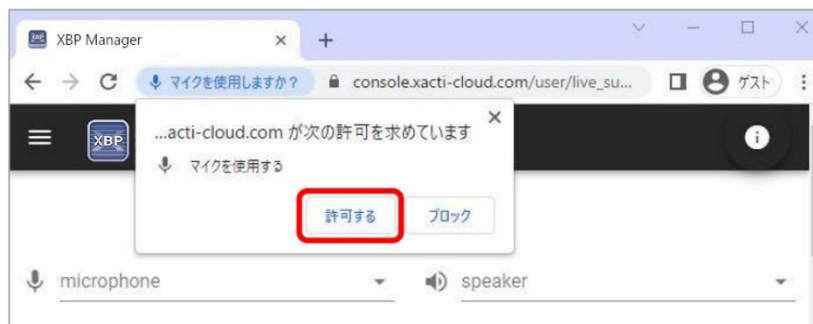 XBP Manager
マイクを使用しますか？ console.xacti-cloud.com/user/live_su... ゲスト
XBP
...acti-cloud.com が次の許可を求めています
マイクを使用する
許可する ブロック
microphone speaker